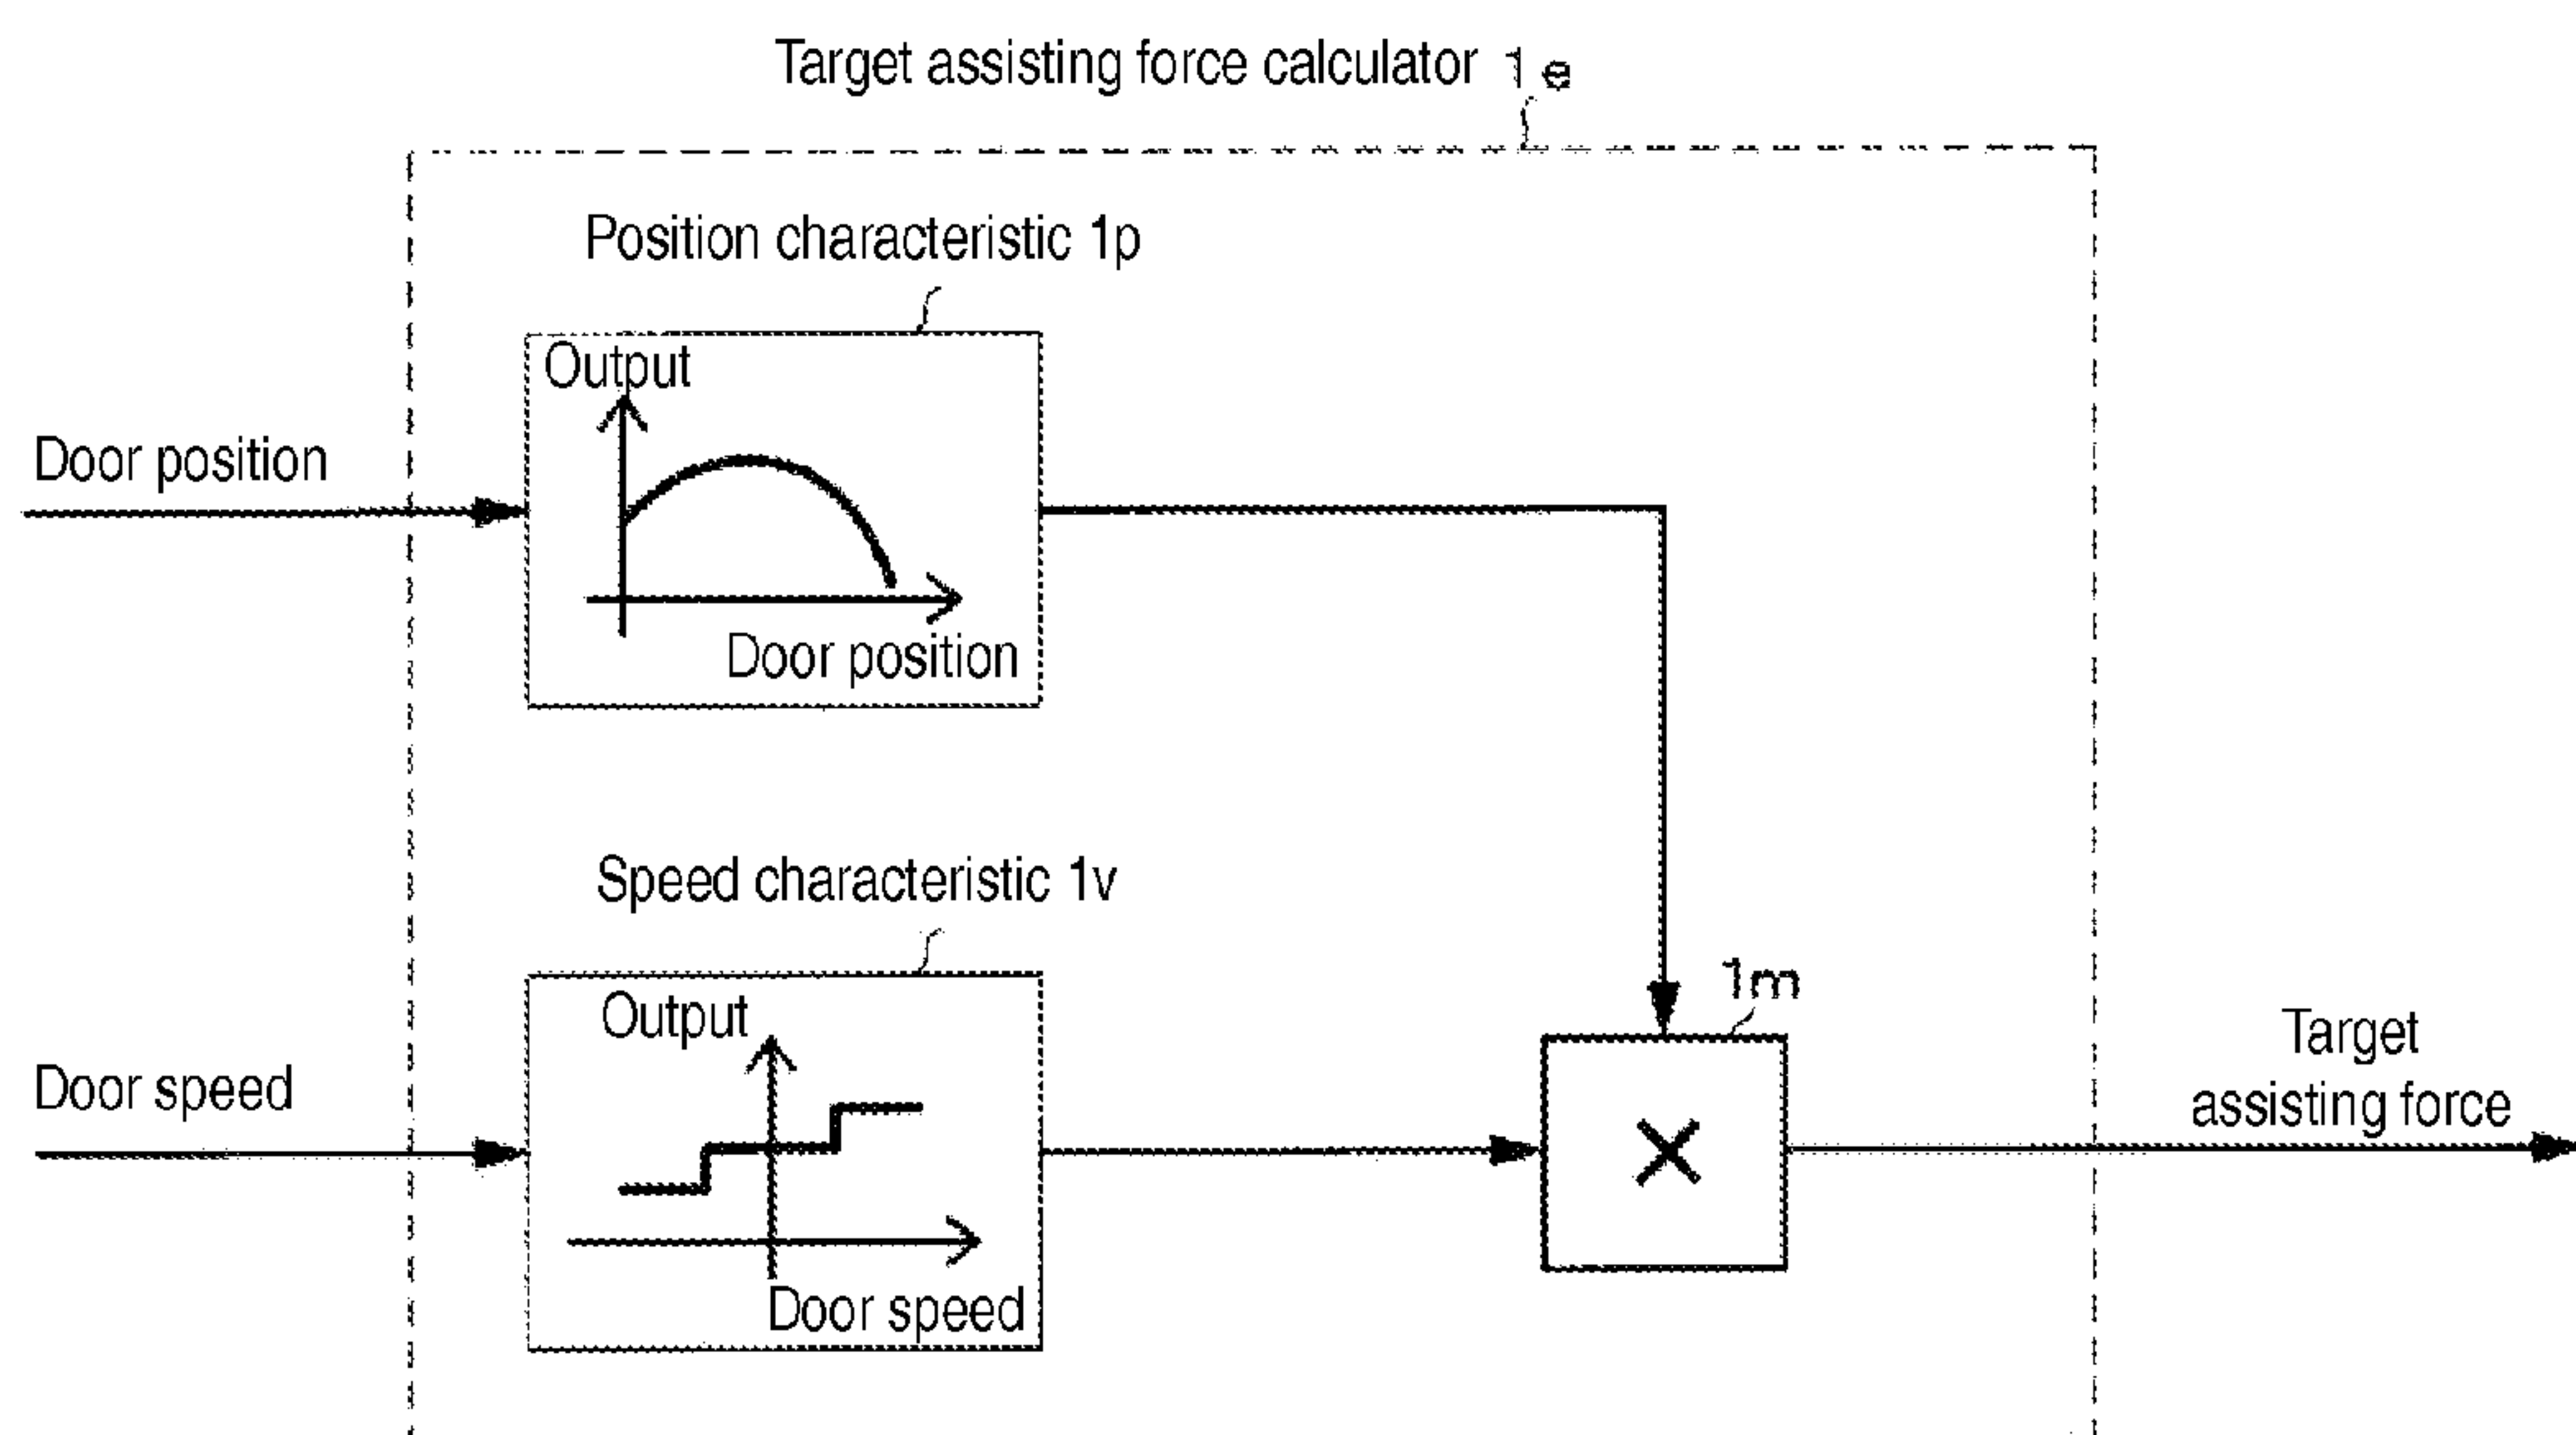 Target assisting force calculator 1e
Position characteristic 1p
Output
Door position
Door position
Speed characteristic 1v
Output
Door speed
Door speed
1m
×
Target
assisting force